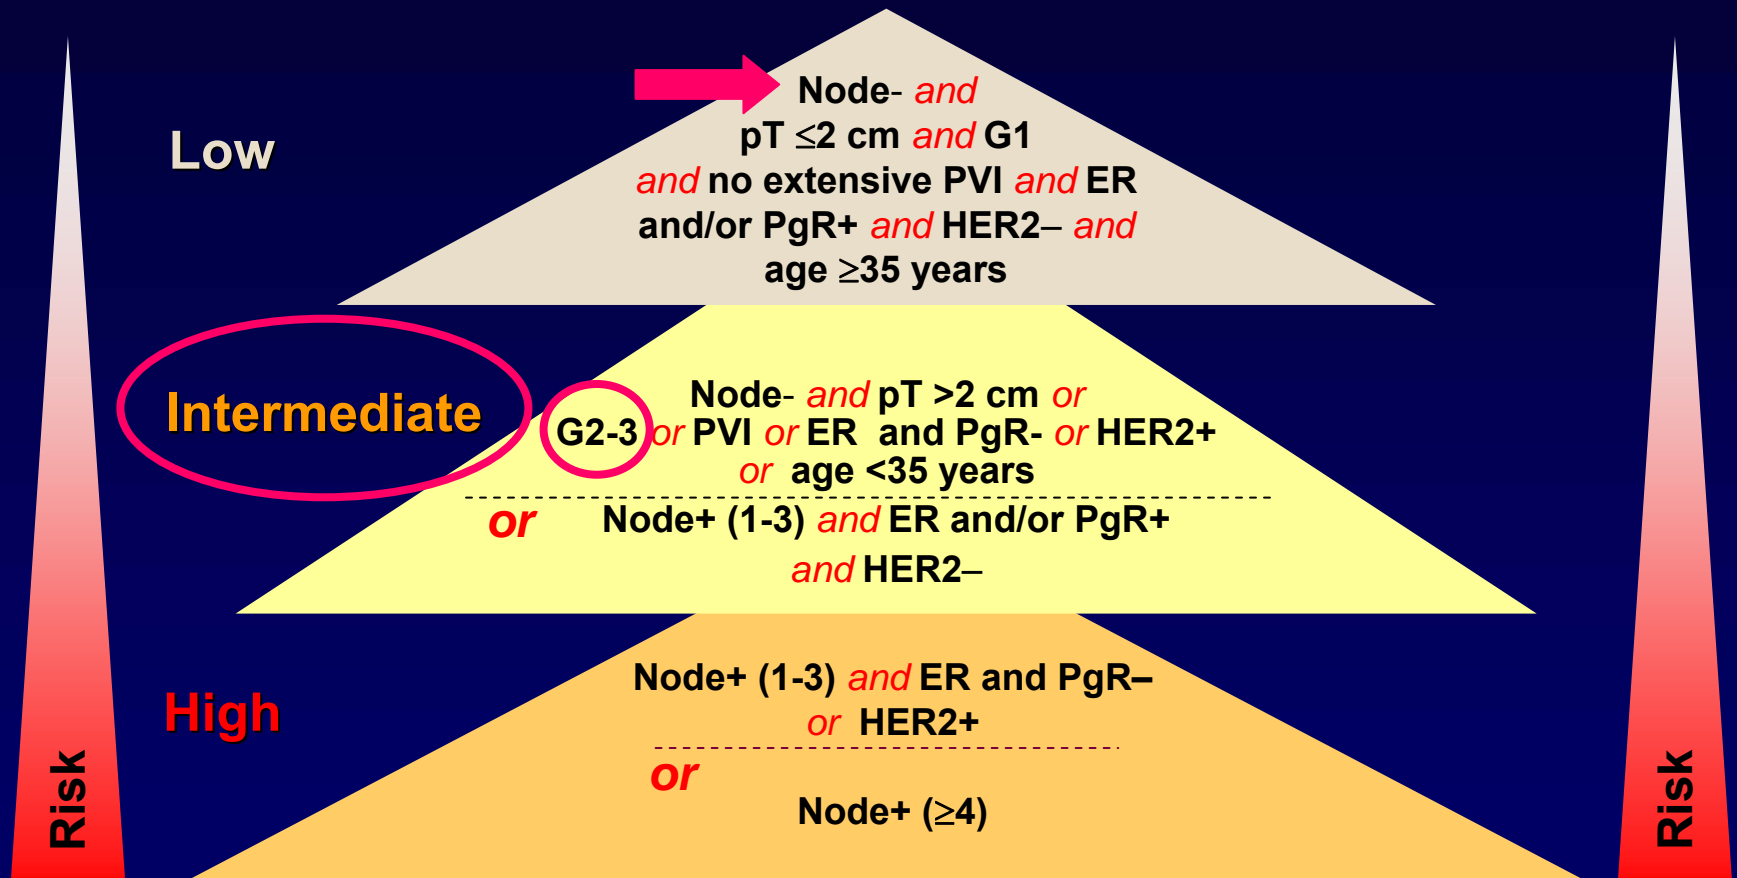 Low
Node- and
pT ≤2 cm and G1
and no extensive PVI and ER
and/or PgR+ and HER2– and
age ≥35 years
Intermediate
Node- and pT >2 cm or
G2-3 or PVI or ER and PgR- or HER2+
or age <35 years
or Node+ (1-3) and ER and/or PgR+
and HER2–
High
Node+ (1-3) and ER and PgR–
or HER2+
or
Node+ (≥4)
Risk
Risk